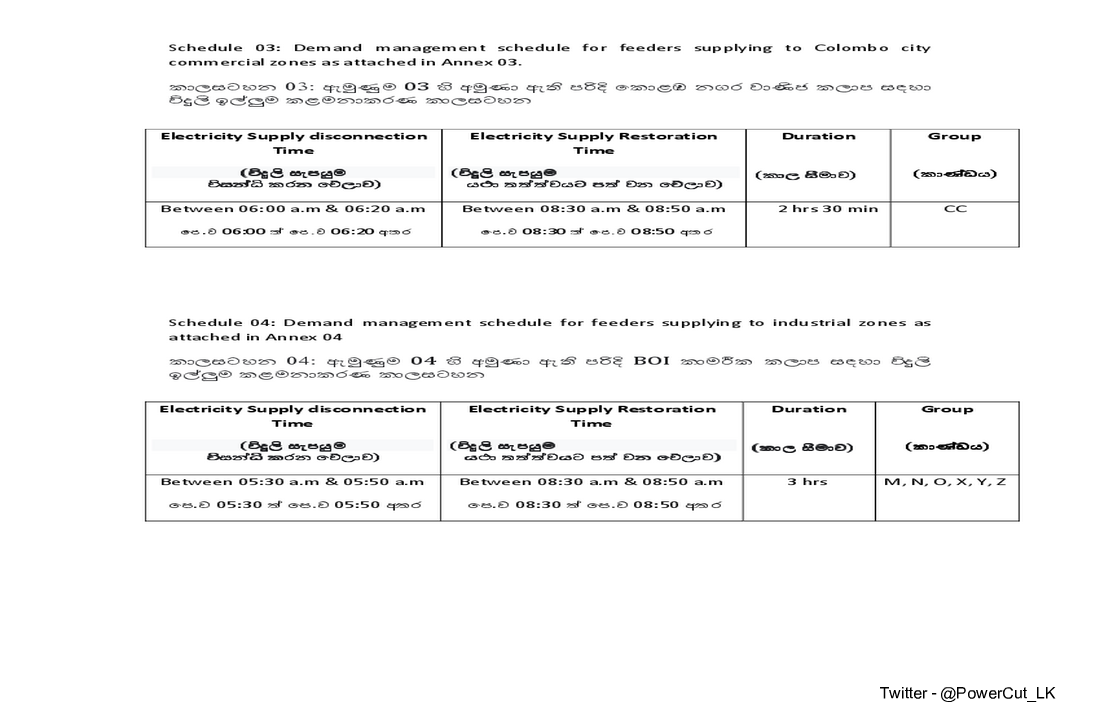 Schedule 03: Demand management schedule for feeders supplying to Colombo city
commercial zones as attached in Annex 03.
කාලසටහන 03: ඇමුණුම 03 හි අමුණා ඇති පරිදි කොළඹ නගර වාණිජ කලාප සඳහා
විදුලි ඉල්ලුම කළමනාකරණ කාලසටහන
Electricity Supply disconnection
Time
(විදුලි සැපයුම
විසන්ධි කරන වේලාව)
Electricity Supply Restoration
Time
(විදුලි සැපයුම
යථා තත්ත්වයට පත් වන වේලාව)
Duration
(කාල සීමාව)
Group
(කාණ්ඩය)
Between 06:00 a.m & 06:20 a.m
පෙ.ව 06:00 ත් පෙ.ව 06:20 අතර
Between 08:30 a.m & 08:50 a.m
පෙ.ව 08:30 ත් පෙ.ව 08:50 අතර
2 hrs 30 min
CC
Schedule 04: Demand management schedule for feeders supplying to industrial zones as
attached in Annex 04
කාලසටහන 04: ඇමුණුම 04 හි අමුණා ඇති පරිදි BOI කාර්මික කලාප සඳහා විදුලි
ඉල්ලුම කළමනාකරණ කාලසටහන
Electricity Supply disconnection
Time
(විදුලි සැපයුම
විසන්ධි කරන වේලාව)
Electricity Supply Restoration
Time
(විදුලි සැපයුම
යථා තත්ත්වයට පත් වන වේලාව)
Duration
(කාල සීමාව)
Group
(කාණ්ඩය)
Between 05:30 a.m & 05:50 a.m
පෙ.ව 05:30 ත් පෙ.ව 05:50 අතර
Between 08:30 a.m & 08:50 a.m
පෙ.ව 08:30 ත් පෙ.ව 08:50 අතර
3 hrs
M, N, O, X, Y, Z
Twitter - @PowerCut_LK